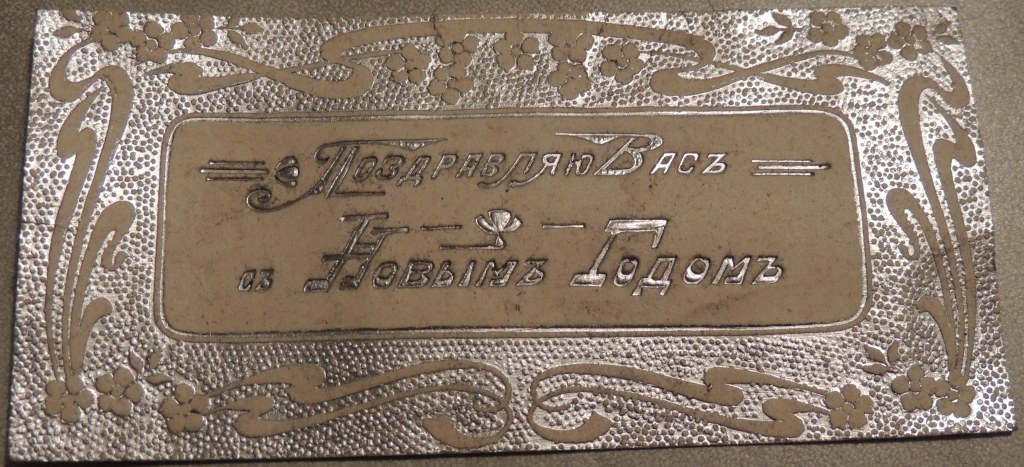 Поздравляю Васъ
съ Новымъ Годомъ